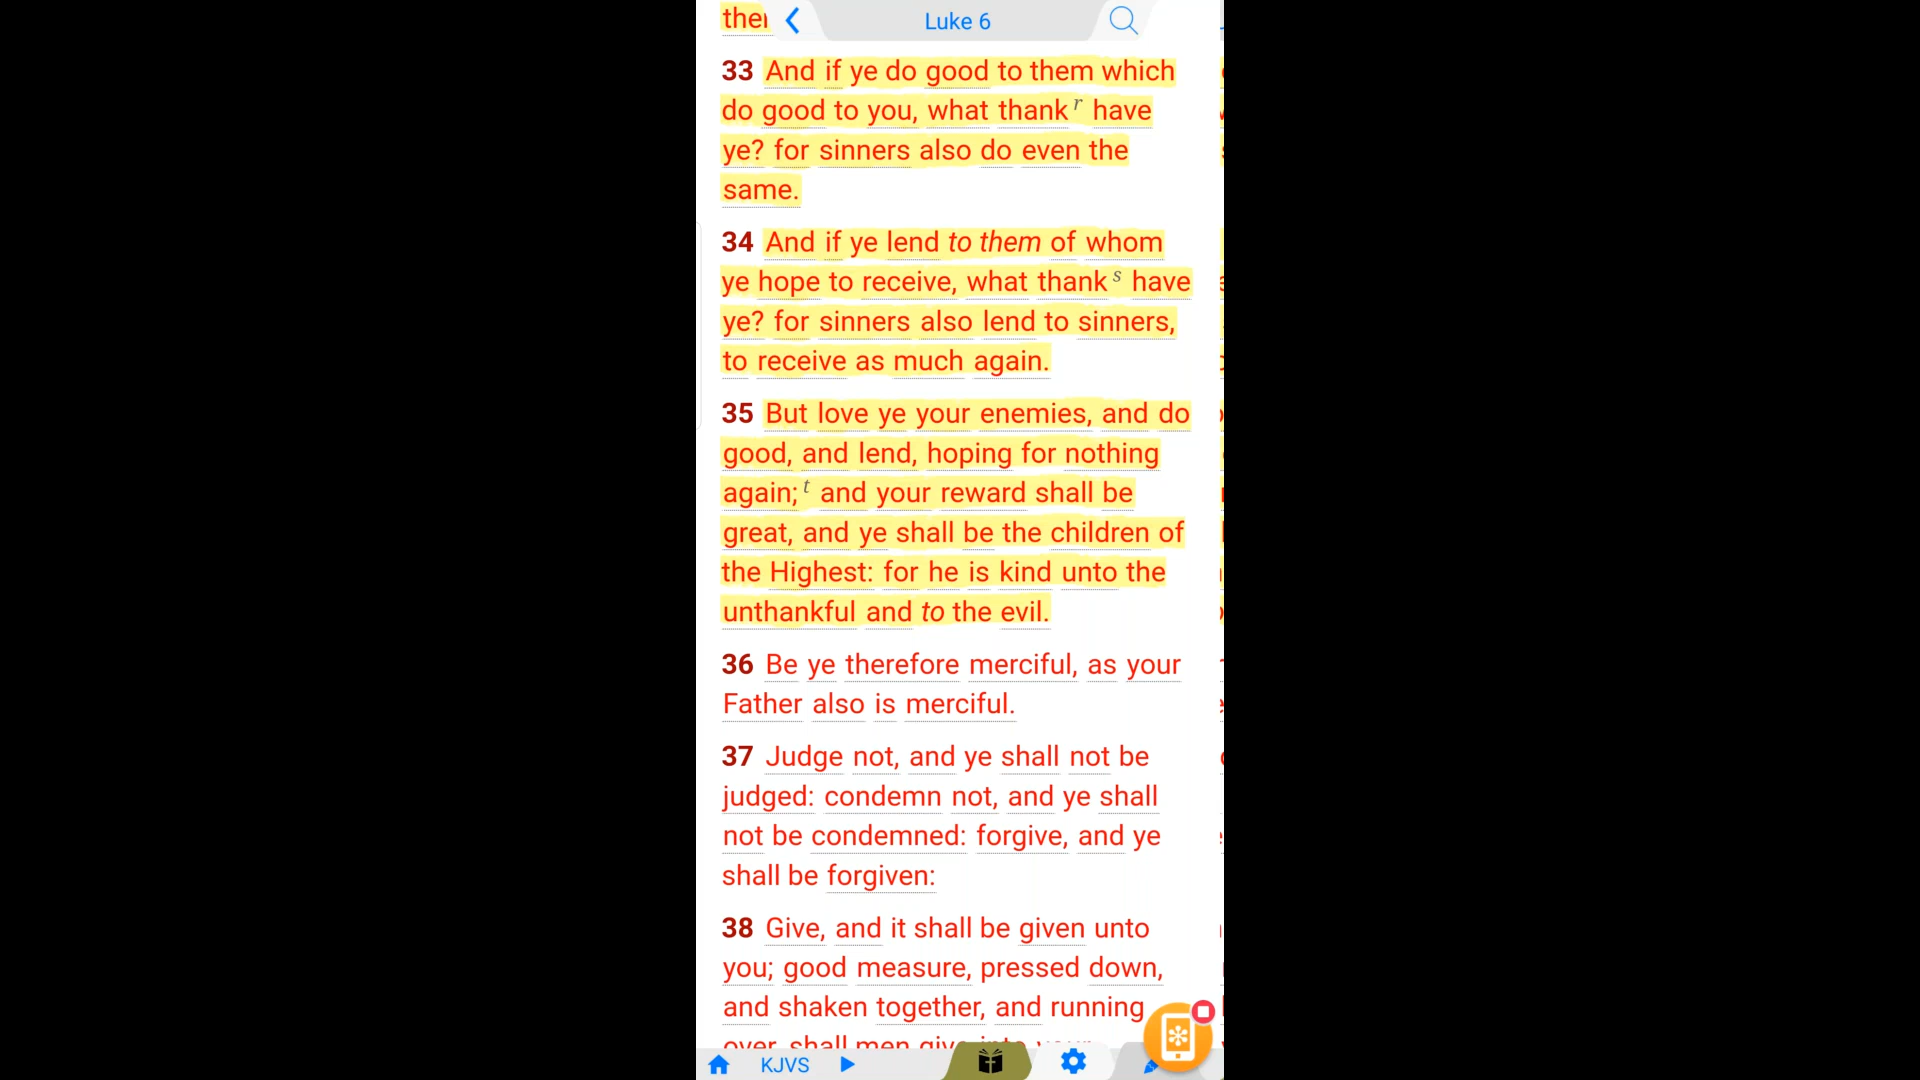 the
Luke 6
33 And if ye do good to them which
do good to you, what thank r have
ye? for sinners also do even the
same.
34 And if ye lend to them of whom
ye hope to receive, what thank s have
ye? for sinners also lend to sinners,
to receive as much again.
35 But love ye your enemies, and do
good, and lend, hoping for nothing
again; t and your reward shall be
great, and ye shall be the children of
the Highest: for he is kind unto the
unthankful and to the evil.
36 Be ye therefore merciful, as your
Father also is merciful.
37 Judge not, and ye shall not be
judged: condemn not, and ye shall
not be condemned: forgive, and ye
shall be forgiven:
38 Give, and it shall be given unto
you; good measure, pressed down,
and shaken together, and running
over, shall men give into your
KJVS